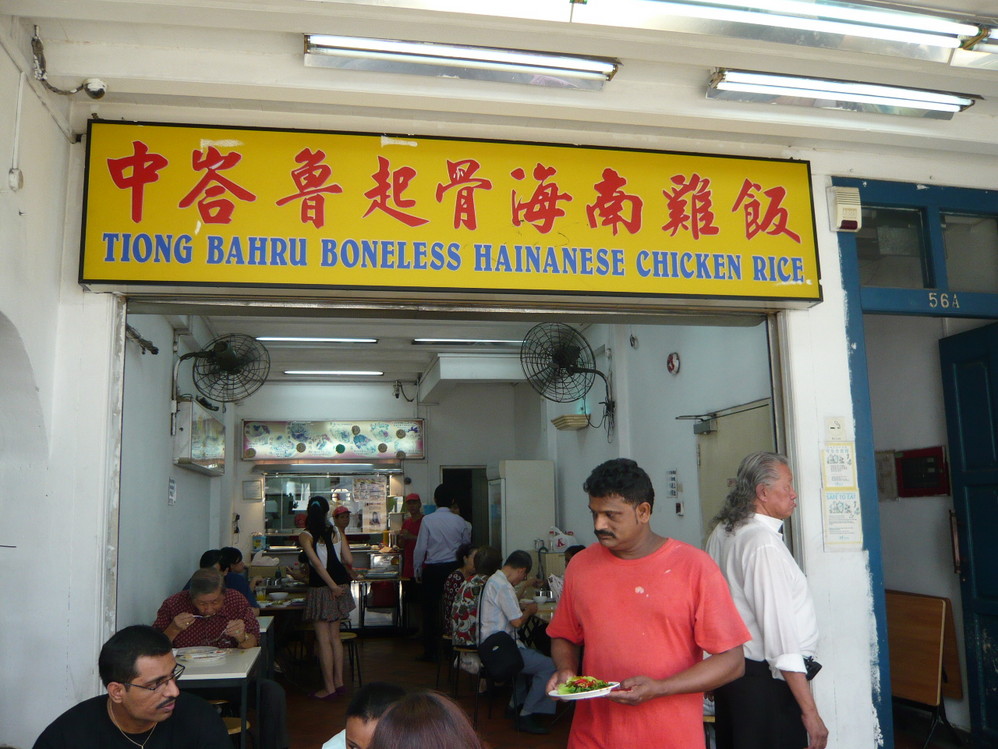 中峇魯起骨海南雞飯
TIONG BAHRU BONELESS HAINANESE CHICKEN RICE
56A